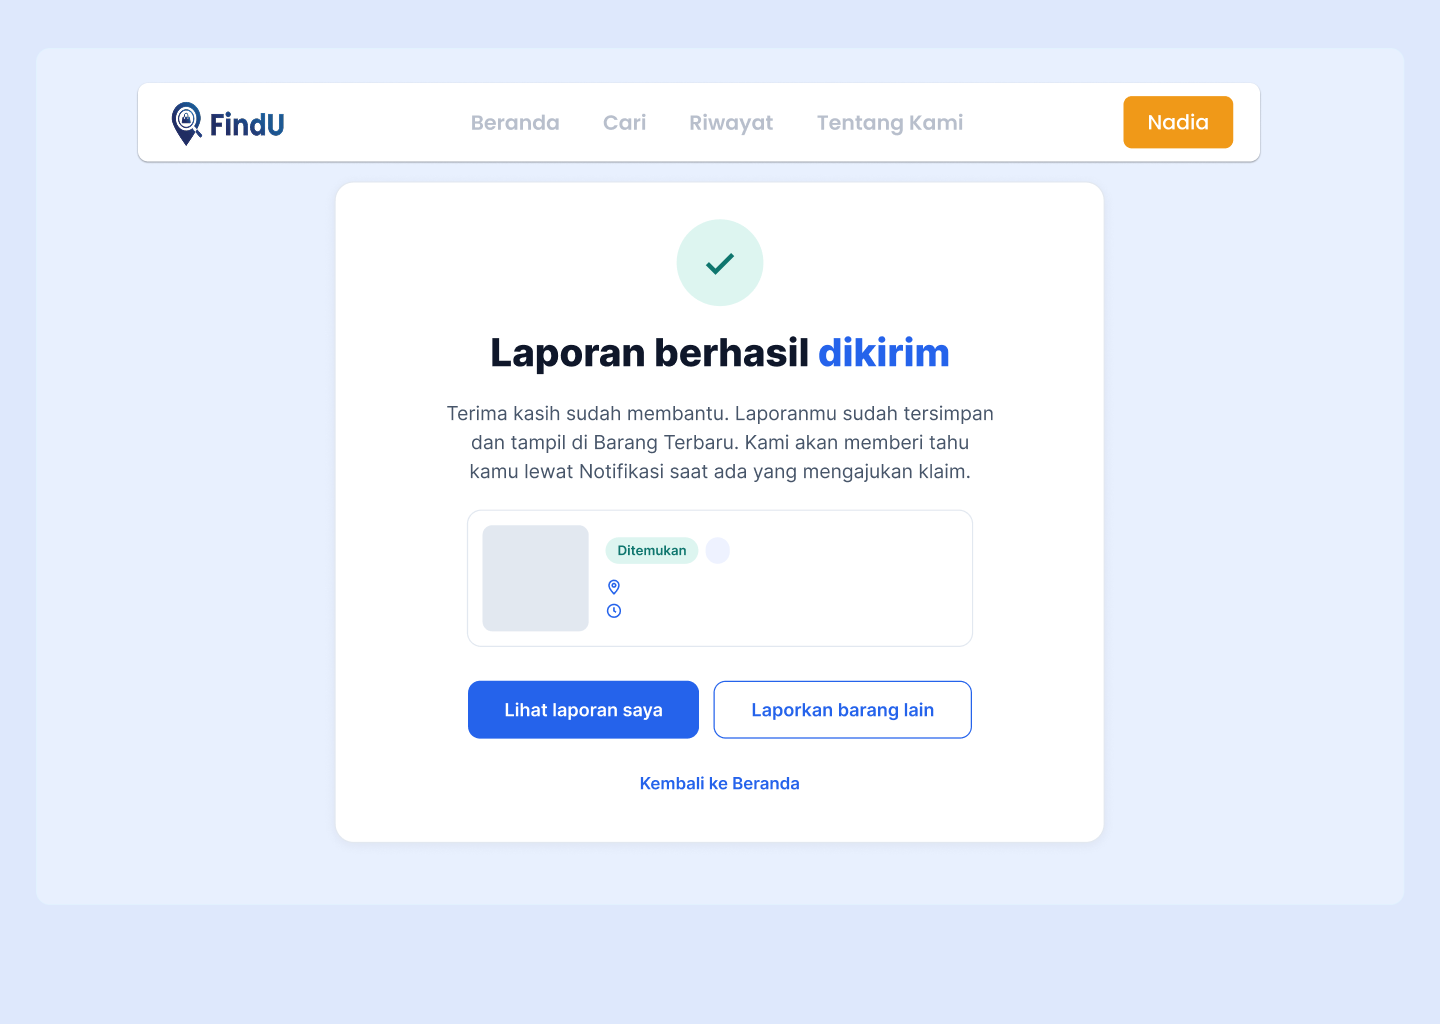 FindU
Beranda
Cari
Riwayat
Tentang Kami
Nadia
Laporan berhasil dikirim
Terima kasih sudah membantu. Laporanmu sudah tersimpan
dan tampil di Barang Terbaru. Kami akan memberi tahu
kamu lewat Notifikasi saat ada yang mengajukan klaim.
Ditemukan
Lihat laporan saya
Laporkan barang lain
Kembali ke Beranda